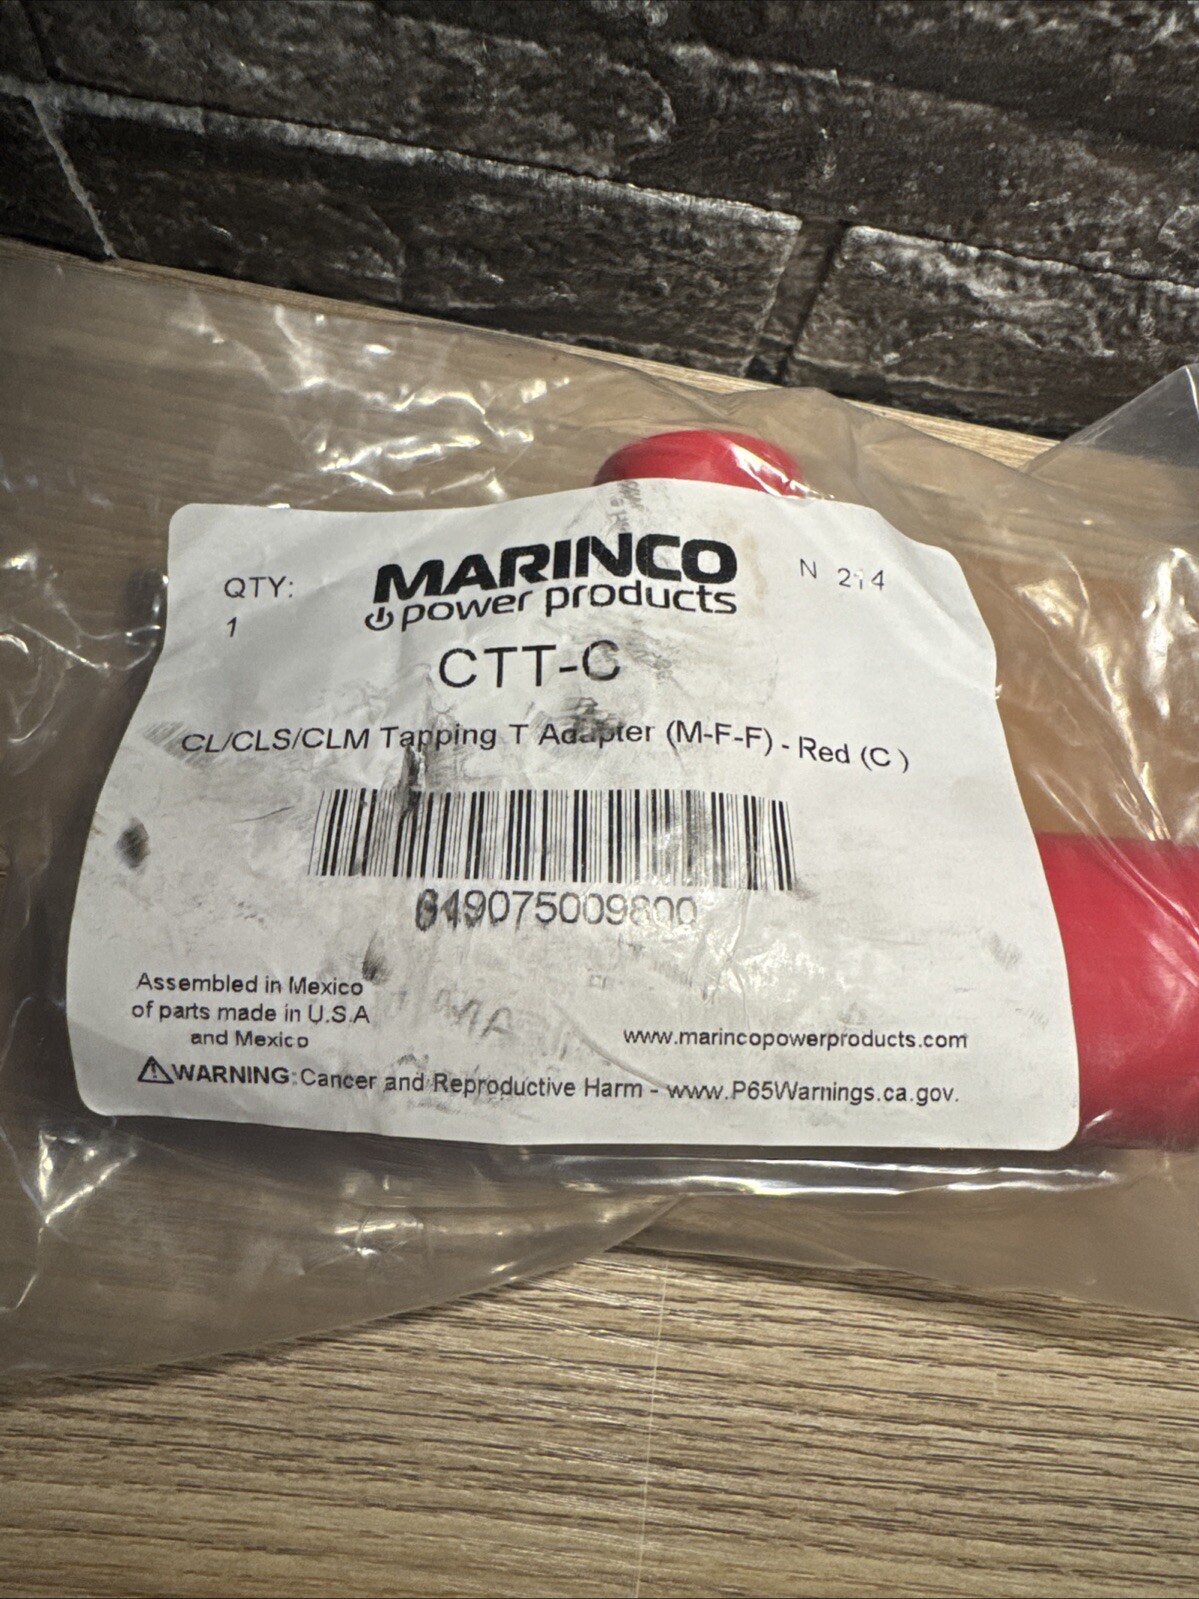 QTY:
1
MARINCO
power products
N 214
CTT-C
CL/CLS/CLM Tapping T Adapter (M-F-F) - Red (C )
049075009800
Assembled in Mexico
of parts made in U.S.A
and Mexico
www.marincopowerproducts.com
WARNING: Cancer and Reproductive Harm - www.P65Warnings.ca.gov.